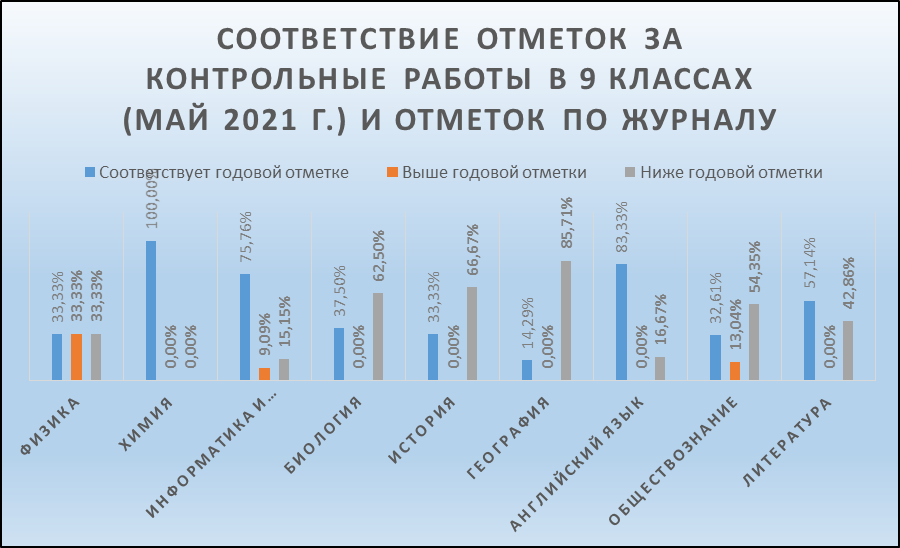 СООТВЕТСТВИЕ ОТМЕТОК ЗА
КОНТРОЛЬНЫЕ РАБОТЫ В 9 КЛАССАХ
(МАЙ 2021 Г.) И ОТМЕТОК ПО ЖУРНАЛУ
Соответствует годовой отметке
Выше годовой отметки
Ниже годовой отметки
33,33%
33,33%
33,33%
100,00%
0,00%
0,00%
75,76%
9,09%
15,15%
37,50%
0,00%
62,50%
33,33%
0,00%
66,67%
14,29%
0,00%
85,71%
83,33%
0,00%
16,67%
32,61%
13,04%
54,35%
57,14%
0,00%
42,86%
ФИЗИКА
ХИМИЯ
ИНФОРМАТИКА И...
БИОЛОГИЯ
ИСТОРИЯ
ГЕОГРАФИЯ
АНГЛИЙСКИЙ ЯЗЫК
ОБЩЕСТВОЗНАНИЕ
ЛИТЕРАТУРА